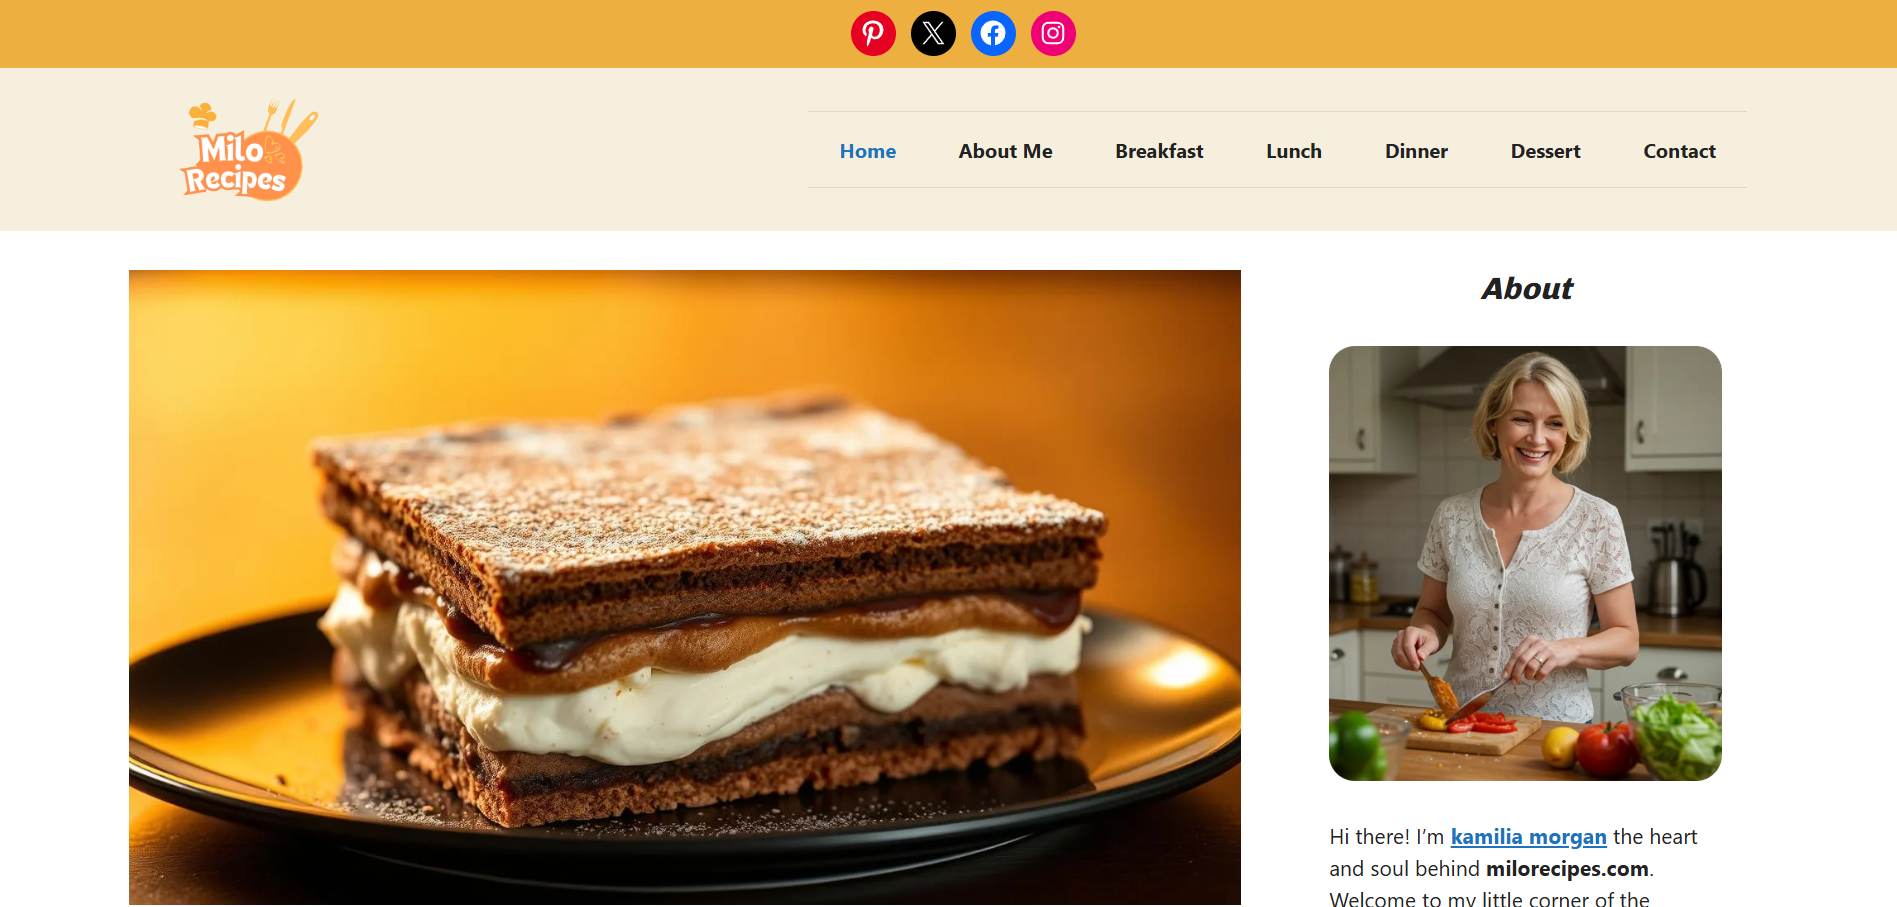 Milo
Recipes
Home About Me Breakfast Lunch Dinner Dessert Contact
About
Hi there! I’m kamilia morgan the heart
and soul behind milorecipes.com.
Welcome to my little corner of the